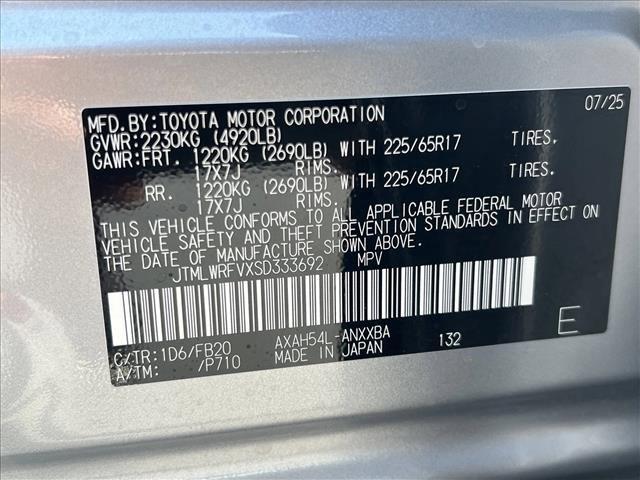 MFD.BY:TOYOTA MOTOR CORPORATION 07/25
GVWR:2230KG (4920LB)
GAWR:FRT. 1220KG (2690LB) WITH 225/65R17 TIRES.
17X7J RIMS.
RR. 1220KG (2690LB) WITH 225/65R17 TIRES.
17X7J RIMS.
THIS VEHICLE CONFORMS TO ALL APPLICABLE FEDERAL MOTOR
VEHICLE SAFETY AND THEFT PREVENTION STANDARDS IN EFFECT ON
THE DATE OF MANUFACTURE SHOWN ABOVE.
JTMLWRFVXSD333692 MPV
C/TR:1D6/FB20 AXAH54L-ANXXBA 132 E
A/TM: /P710 MADE IN JAPAN